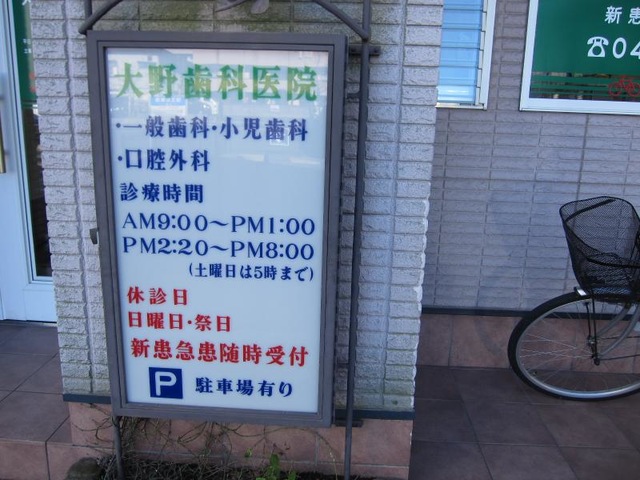 大野歯科医院
・一般歯科・小児歯科
・口腔外科
診療時間
AM9:00〜PM1:00
PM2:20〜PM8:00
(土曜日は5時まで)
休診日
日曜日・祭日
新患急患随時受付
P 駐車場有り
新患
☎04